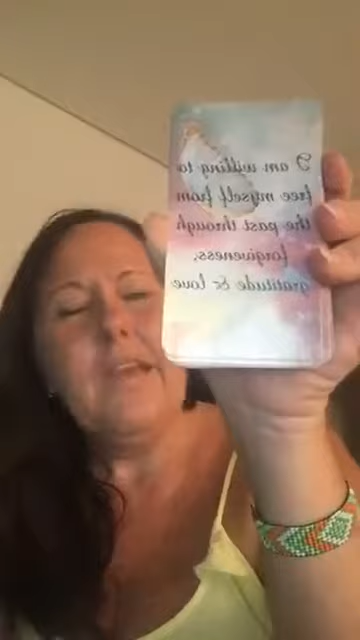 I am willing to
free myself from
the past through
forgiveness,
gratitude & love